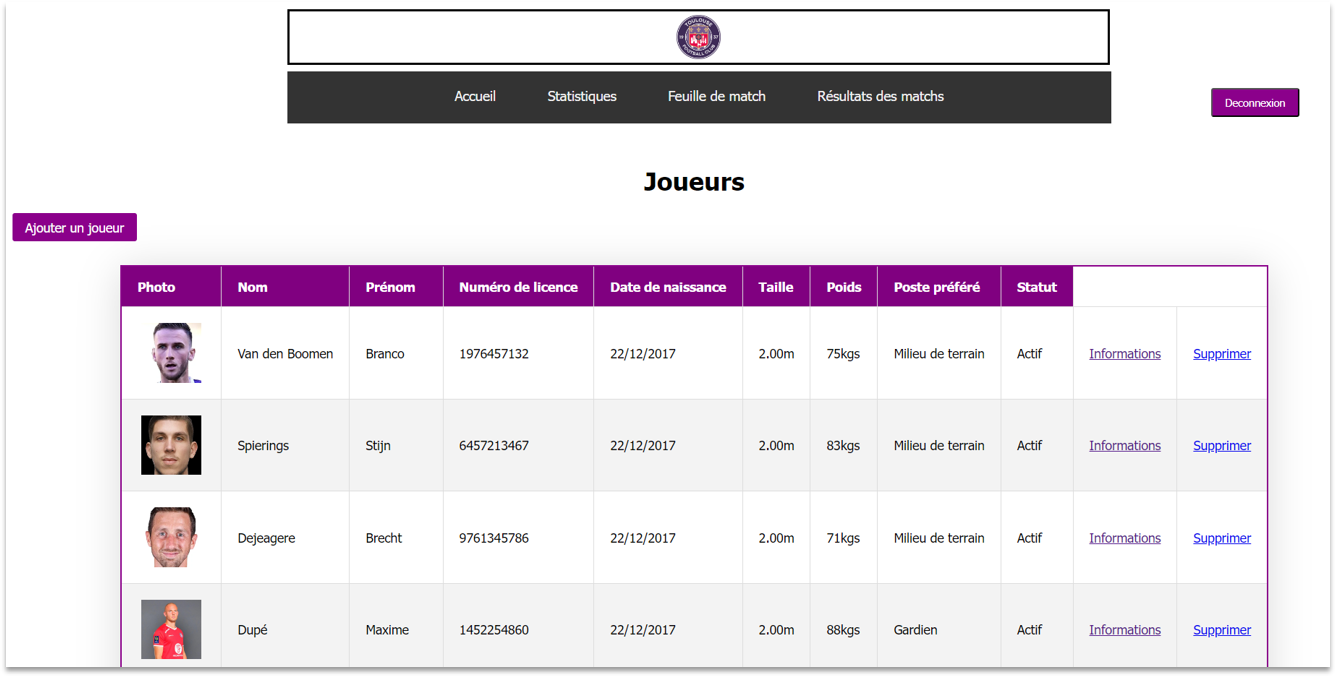 TOULOUSE
FOOTBALL CLUB
Accueil Statistiques Feuille de match Résultats des matchs
Deconnexion
Joueurs
Ajouter un joueur
Photo Nom Prénom Numéro de licence Date de naissance Taille Poids Poste préféré Statut
Van den Boomen Branco 1976457132 22/12/2017 2.00m 75kgs Milieu de terrain Actif Informations Supprimer
Spierings Stijn 6457213467 22/12/2017 2.00m 83kgs Milieu de terrain Actif Informations Supprimer
Dejeagere Brecht 9761345786 22/12/2017 2.00m 71kgs Milieu de terrain Actif Informations Supprimer
Dupé Maxime 1452254860 22/12/2017 2.00m 88kgs Gardien Actif Informations Supprimer